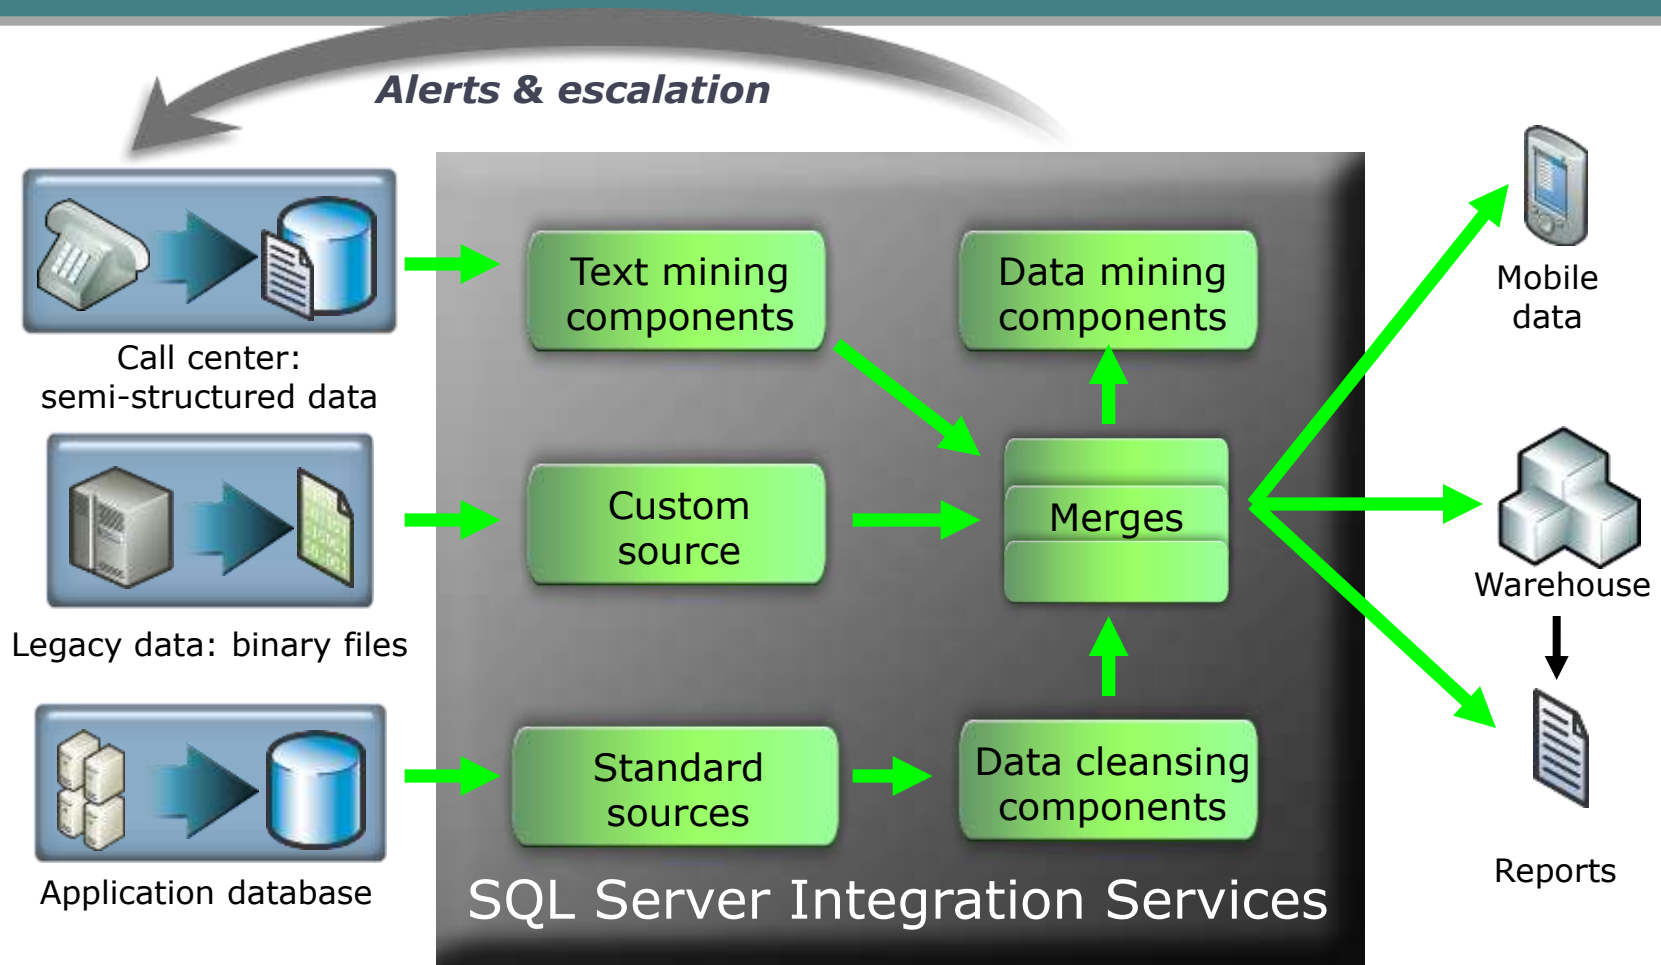 Alerts & escalation
Call center:
semi-structured data
Legacy data: binary files
Application database
Text mining
components
Custom
source
Standard
sources
Data mining
components
Merges
Data cleansing
components
SQL Server Integration Services
Mobile
data
Warehouse
Reports